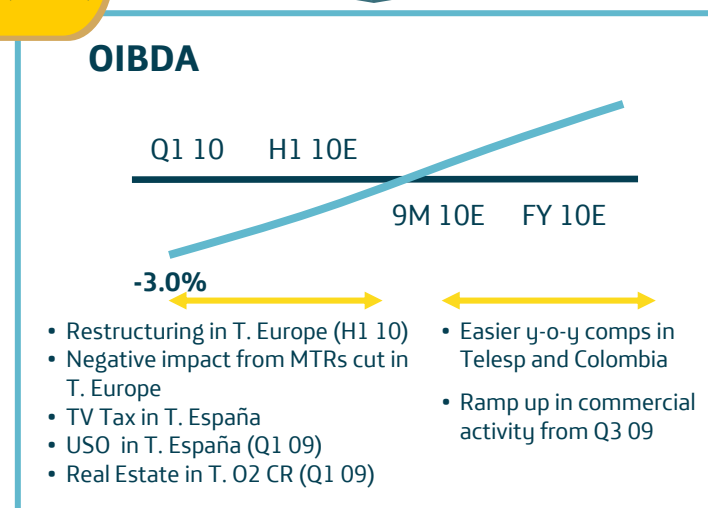 OIBDA
Q1 10 H1 10E
9M 10E FY 10E
-3.0%
• Restructuring in T. Europe (H1 10)
• Negative impact from MTRs cut in
T. Europe
• TV Tax in T. España
• USO in T. España (Q1 09)
• Real Estate in T. O2 CR (Q1 09)
• Easier y-o-y comps in
Telesp and Colombia
• Ramp up in commercial
activity from Q3 09